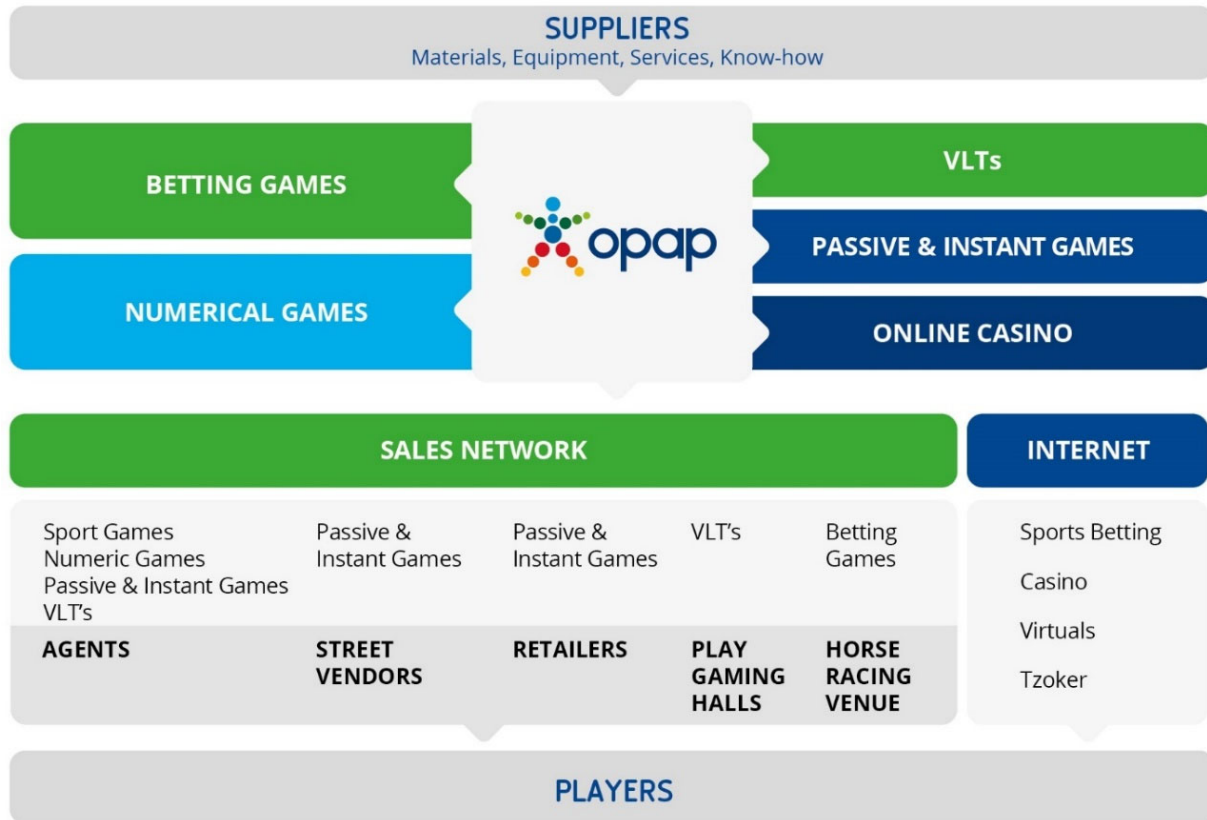 SUPPLIERS
Materials, Equipment, Services, Know-how
BETTING GAMES
NUMERICAL GAMES
opap
VLTs
PASSIVE & INSTANT GAMES
ONLINE CASINO
SALES NETWORK
Sport Games
Numeric Games
Passive & Instant Games
VLT’s
AGENTS
Passive &
Instant Games
STREET
VENDORS
Passive &
Instant Games
RETAILERS
VLT’s
PLAY
GAMING
HALLS
Betting
Games
HORSE
RACING
VENUE
INTERNET
Sports Betting
Casino
Virtuals
Tzoker
PLAYERS